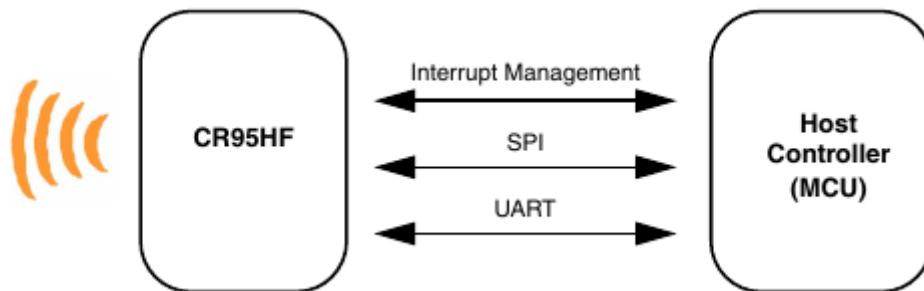 Interrupt Management
CR95HF
SPI
UART
Host
Controller
(MCU)